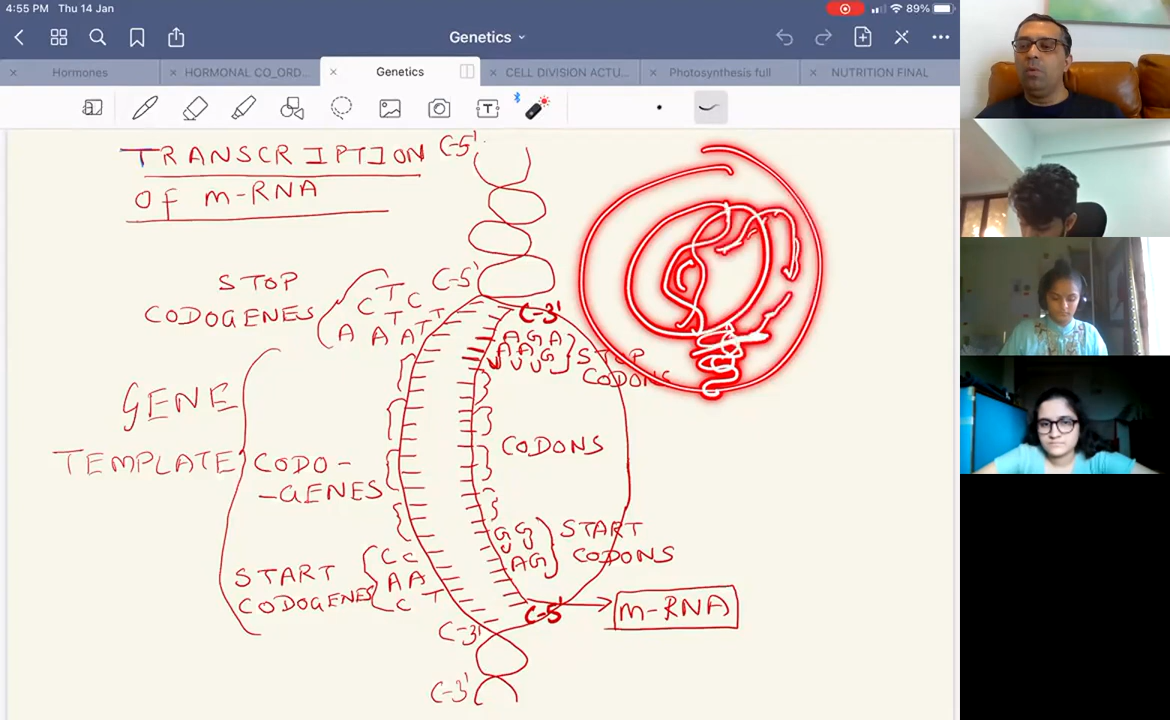 4:55 PM Thu 14 Jan
89%
Genetics
Hormones
HORMONAL CO_ORD...
Genetics
CELL DIVISION ACTU...
Photosynthesis full
NUTRITION FINAL
TRANSCRIPTION
OF m-RNA
C-5'
STOP
CODOGENES
T
C C
T T
A A A T
C-5'
C-3'
A G A
A A G
U U U
STOP
CODONS
GENE
TEMPLATE
CODO-
-GENES
CODONS
START
CODOGENES
C C
A A
C T
G G
U U
A G
START
CODONS
C-5'
m-RNA
C-3'
C-3'